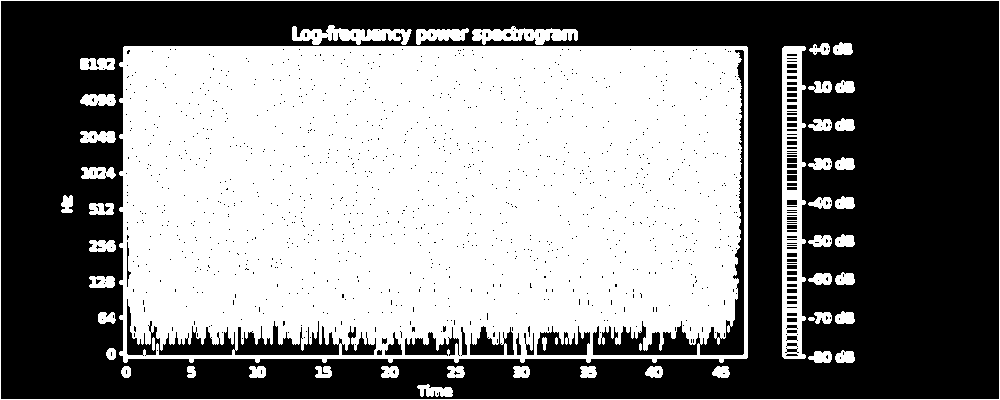 Log-frequency power spectrogram
8192
4096
2048
1024
512
256
128
64
0
Hz
0 5 10 15 20 25 30 35 40 45
Time
+0 dB
-10 dB
-20 dB
-30 dB
-40 dB
-50 dB
-60 dB
-70 dB
-80 dB